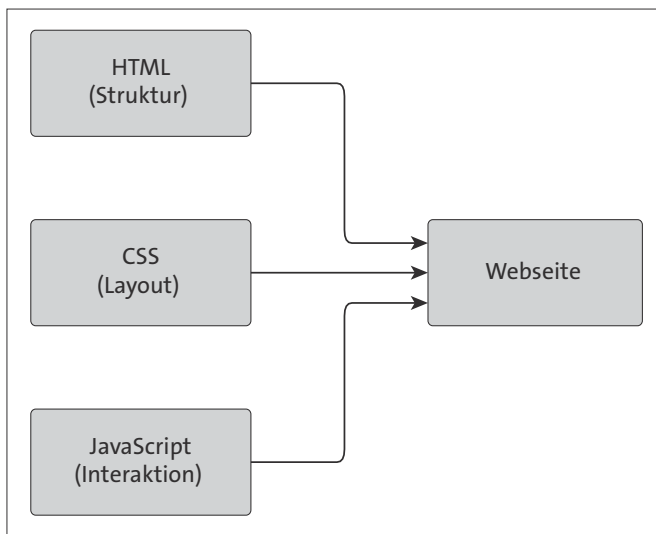 HTML
(Struktur)
CSS
(Layout)
Webseite
JavaScript
(Interaktion)